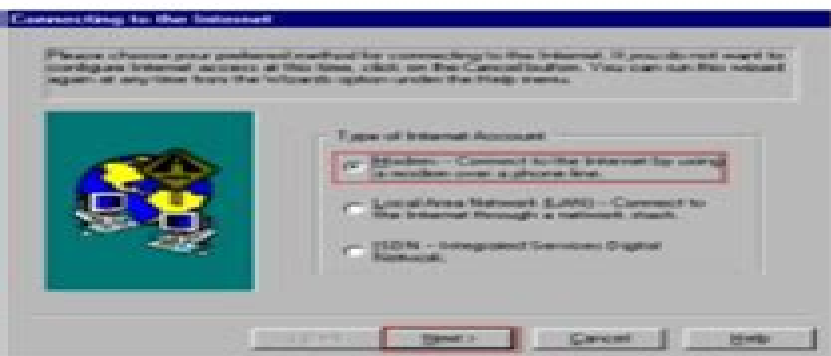 Connecting to the Internet
Please choose your preferred method for connecting to the Internet. If you do not want to
configure Internet access at this time, click on the Cancel button. You can run this wizard
again at any time from the Wizards option under the Help menu.
Type of Internet Account
Modem - Connect to the Internet by using
a modem over a phone line.
Local Area Network (LAN) - Connect to
the Internet through a network
ISDN - Integrated Services Digital
Network.
Next > Cancel Help